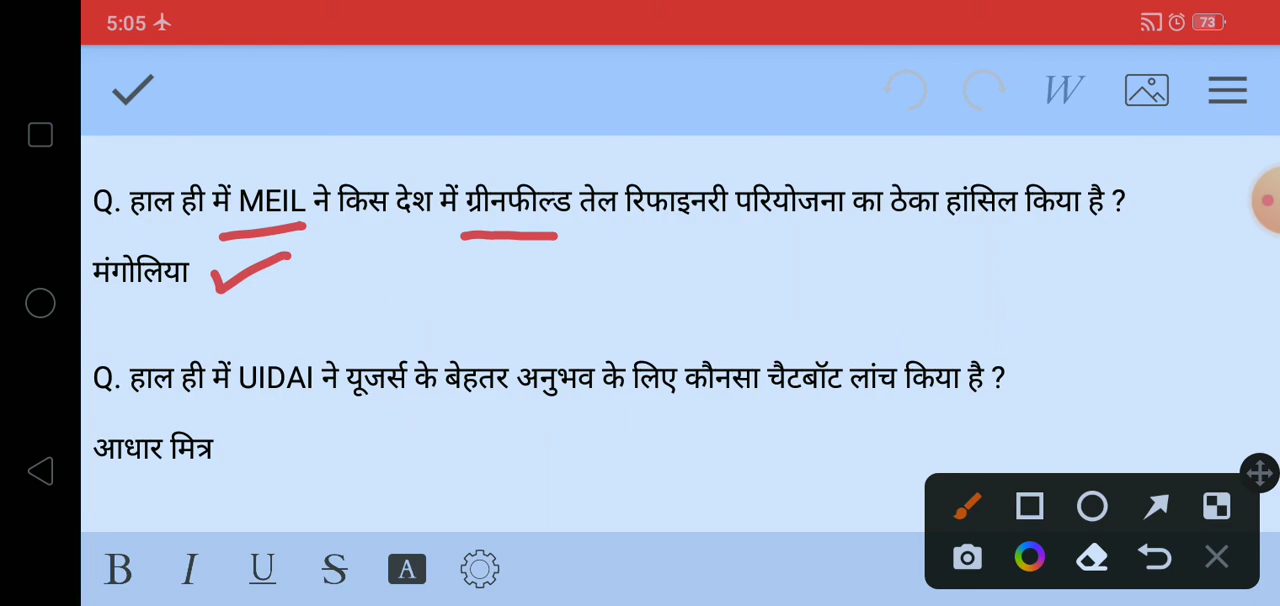 5:05
73
W
Q. हाल ही में MEIL ने किस देश में ग्रीनफील्ड तेल रिफाइनरी परियोजना का ठेका हांसिल किया है ?
मंगोलिया
Q. हाल ही में UIDAI ने यूजर्स के बेहतर अनुभव के लिए कौनसा चैटबॉट लांच किया है ?
आधार मित्र
B I U S A